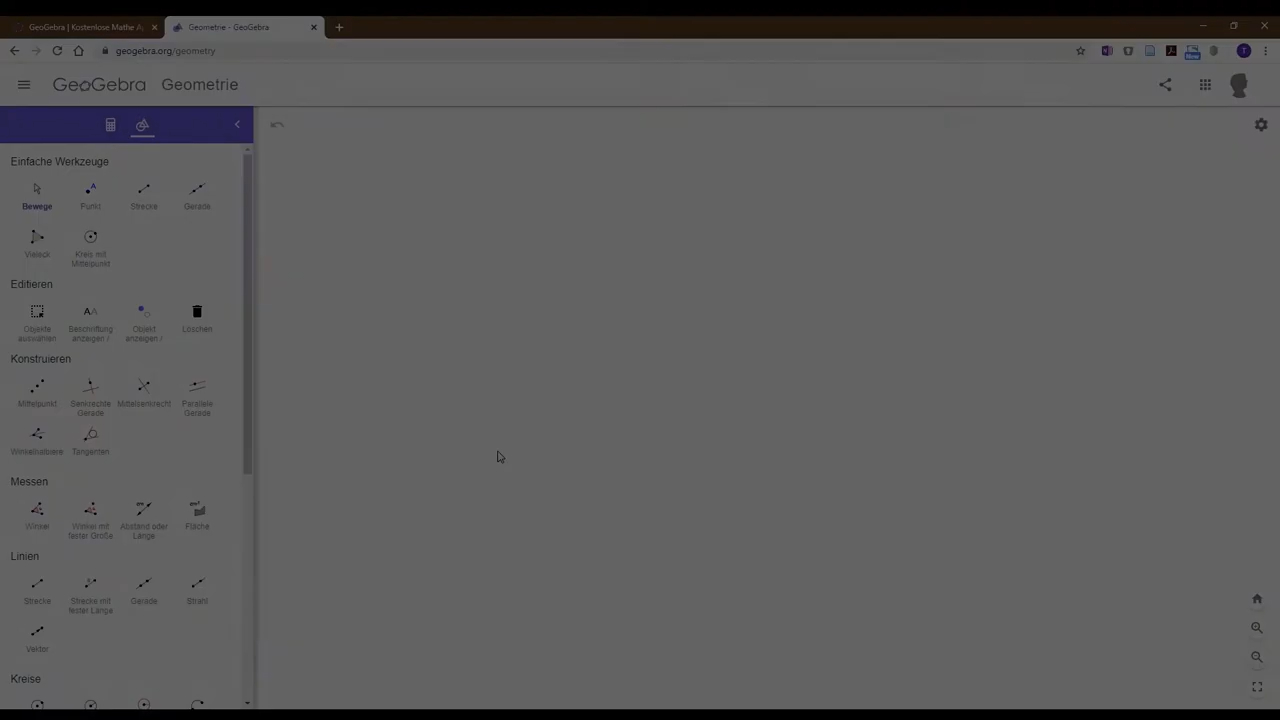 GeoGebra | Kostenlose Mathe A
Geometrie - GeoGebra
geogebra.org/geometry
T
GeoGebra Geometrie
Einfache Werkzeuge
Bewege Punkt Strecke Gerade
Vieleck Kreis mit Mittelpunkt
Editieren
Objekte auswählen Beschriftung anzeigen / Objekt anzeigen / Löschen
Konstruieren
Mittelpunkt Senkrechte Gerade Mittelsenkrecht Parallele Gerade
Winkelhalbiere Tangenten
Messen
Winkel Winkel mit fester Größe Abstand oder Länge Fläche
Linien
Strecke Strecke mit fester Länge Gerade Strahl
Vektor
Kreise